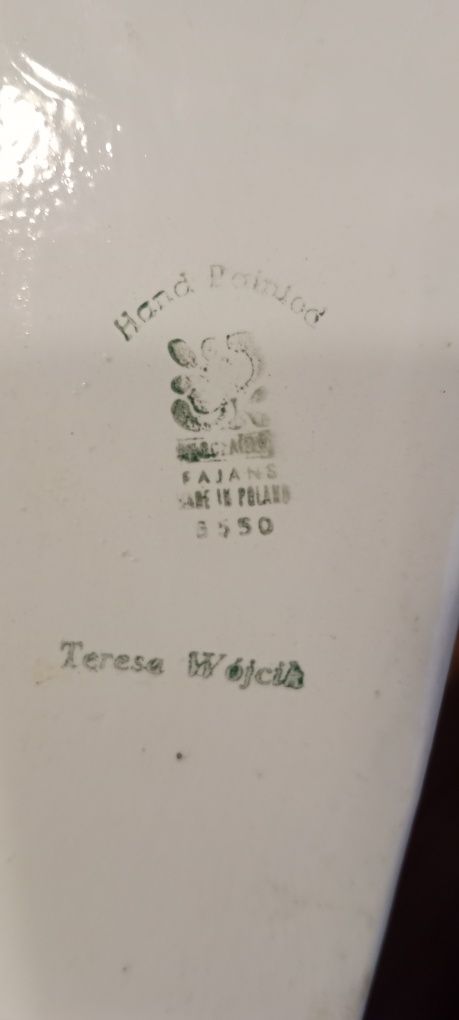 Hand Painted
FAJANS
MADE IN POLAND
3550
Teresa Wójcik